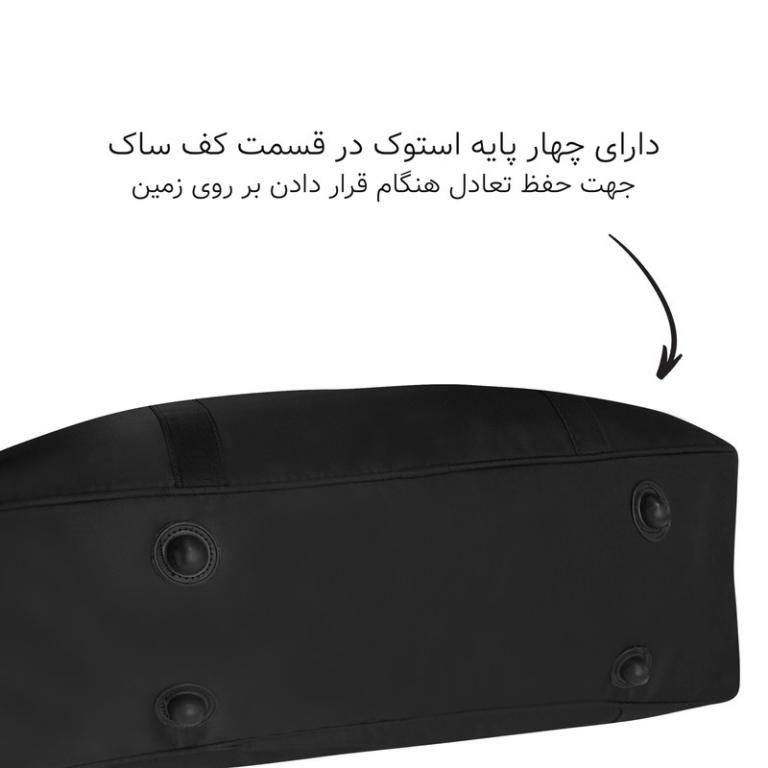 دارای چهار پایه استوک در قسمت کف ساک
جهت حفظ تعادل هنگام قرار دادن بر روی زمین